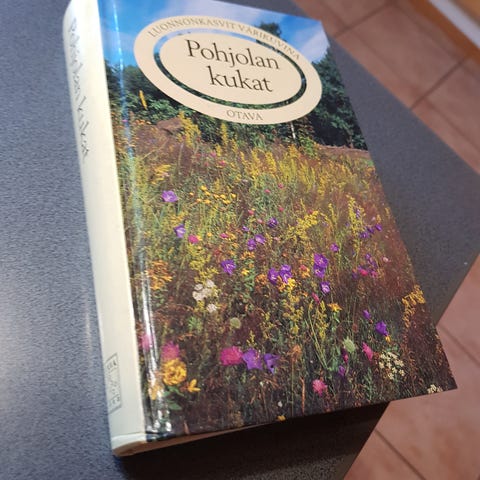 LUONNONKASVIT VÄRIKUVINA
Pohjolan
kukat
OTAVA
Pohjolan kukat